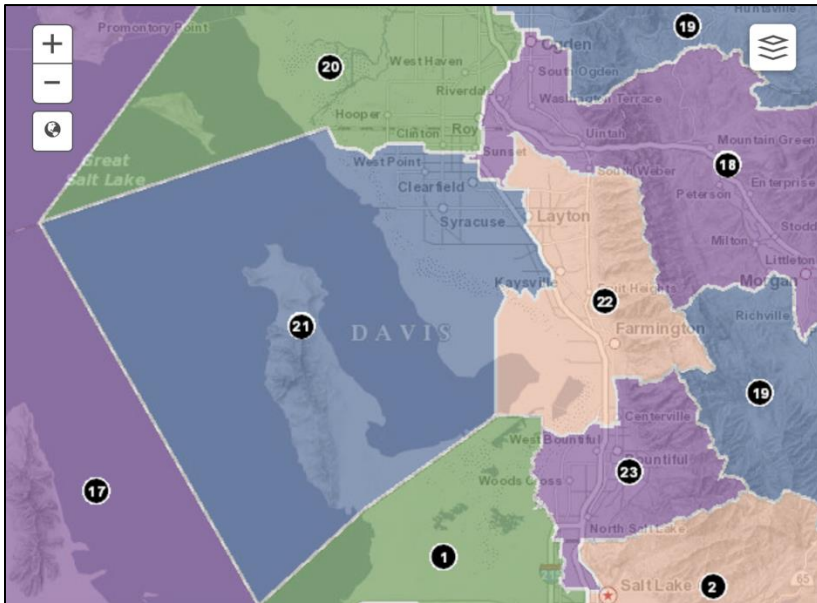 Promontory Point
Huntsville
19
Ogden
20
West Haven
South Ogden
Riverdal
Washington Terrace
Hooper
Clinton
Roy
Uintah
Mountain Green
Great
Salt Lake
West Point
Sunset
South Weber
18
Clearfield
Peterson
Enterprise
Syracuse
Layton
Milton
Stodd
Littleton
Kaysville
Morgan
Fruit Heights
22
Richville
21
DAVIS
Farmington
19
Centerville
West Bountiful
Bountiful
23
Woods Cross
17
North Salt Lake
1
215
Salt Lake
2
65
+
−